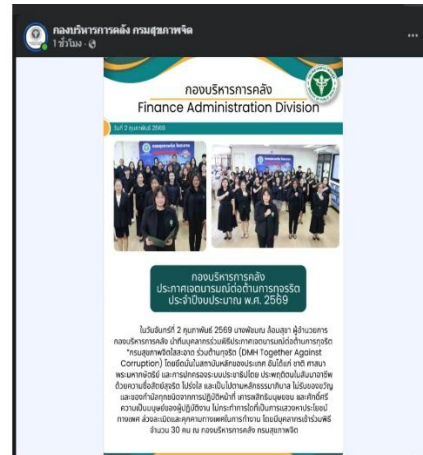 กองบริหารการคลัง กรมสุขภาพจิต
1 ชั่วโมง
กองบริหารการคลัง
Finance Administration Division
วันที่ 2 กุมภาพันธ์ 2569
กองบริหารการคลัง
ประกาศเจตนารมณ์ต่อต้านการทุจริต
ประจำปีงบประมาณ พ.ศ. 2569
ในวันจันทร์ที่ 2 กุมภาพันธ์ 2569 นางพัชมณ ล้อมสุขา ผู้อำนวยการ
กองบริหารการคลัง นำทีมบุคลากรร่วมพิธีประกาศเจตนารมณ์ต่อต้านการทุจริต
"กรมสุขภาพจิตใสสะอาด ร่วมต้านทุจริต (DMH Together Against
Corruption) โดยยึดมั่นในสถาบันหลักของประเทศ อันได้แก่ ชาติ ศาสนา
พระมหากษัตริย์ และการปกครองระบอบประชาธิปไตย ประพฤติตนในสัมมาอาชีพ
ด้วยความซื่อสัตย์สุจริต โปร่งใส และเป็นไปตามหลักธรรมาภิบาล ไม่รับของขวัญ
และของกำนัลทุกชนิดจากการปฏิบัติหน้าที่ เคารพสิทธิมนุษยชน และศักดิ์ศรี
ความเป็นมนุษย์ของผู้ปฏิบัติงาน ไม่กระทำการใดที่เป็นการแสวงหาประโยชน์
ทางเพศ ล่วงละเมิดและคุกคามทางเพศในการทำงาน โดยมีบุคลากรเข้าร่วมพิธี
จำนวน 30 คน ณ กองบริหารการคลัง กรมสุขภาพจิต